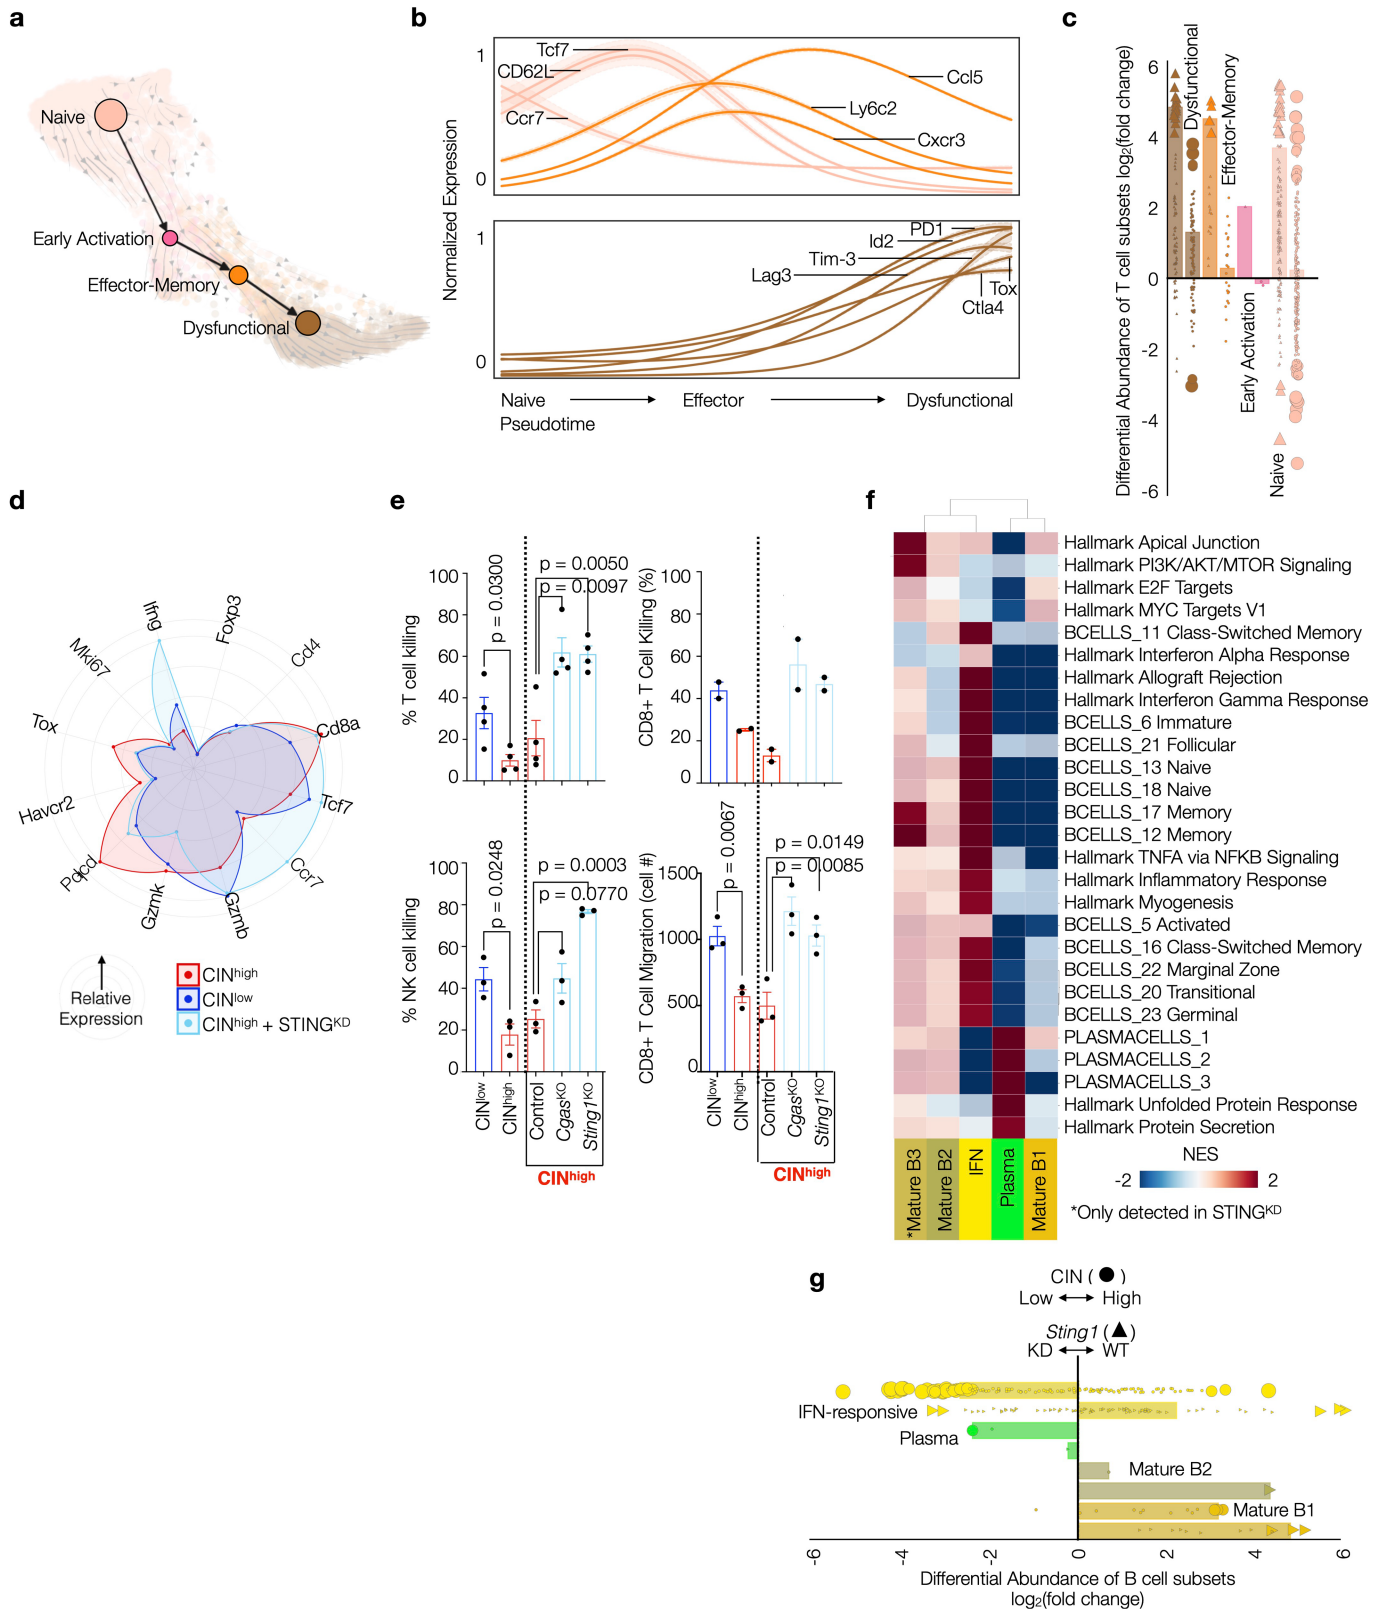 a
Naive
Early Activation
Effector-Memory
Dysfunctional
b
Normalized Expression
1
0
Tcf7
CD62L
Ccr7
Ccl5
Ly6c2
Cxcr3
1
0
PD1
Id2
Tim-3
Lag3
Tox
Ctla4
Naive
Effector
Dysfunctional
Pseudotime
c
Differential Abundance of T cell subsets log2(fold change)
6
4
2
0
-2
-4
-6
Dysfunctional
Effector-Memory
Early Activation
Naive
d
Foxp3
Cd4
Cd8a
Tcf7
Ccr7
Gzmb
Gzmk
Pdcd
Havcr2
Tox
Mki67
Ifng
Relative
Expression
CINhigh
CINlow
CINhigh + STINGKD
e
% T cell killing
100
80
60
40
20
0
p = 0.0300
p = 0.0050
p = 0.0097
CD8+ T Cell Killing (%)
100
80
60
40
20
0
% NK cell killing
100
80
60
40
20
0
p = 0.0248
p = 0.0003
p = 0.0770
CINlow
CINhigh
Control
CgasKO
Sting1KO
CINhigh
CD8+ T Cell Migration (cell #)
1500
1000
500
0
p = 0.0067
p = 0.0149
p = 0.0085
CINlow
CINhigh
Control
CgasKO
Sting1KO
CINhigh
f
Hallmark Apical Junction
Hallmark PI3K/AKT/MTOR Signaling
Hallmark E2F Targets
Hallmark MYC Targets V1
BCELLS_11 Class-Switched Memory
Hallmark Interferon Alpha Response
Hallmark Allograft Rejection
Hallmark Interferon Gamma Response
BCELLS_6 Immature
BCELLS_21 Follicular
BCELLS_13 Naive
BCELLS_18 Naive
BCELLS_17 Memory
BCELLS_12 Memory
Hallmark TNFA via NFKB Signaling
Hallmark Inflammatory Response
Hallmark Myogenesis
BCELLS_5 Activated
BCELLS_16 Class-Switched Memory
BCELLS_22 Marginal Zone
BCELLS_20 Transitional
BCELLS_23 Germinal
PLASMACELLS_1
PLASMACELLS_2
PLASMACELLS_3
Hallmark Unfolded Protein Response
Hallmark Protein Secretion
*Mature B3
Mature B2
IFN
Plasma
Mature B1
NES
-2
2
*Only detected in STINGKD
g
CIN (●)
Low ↔ High
Sting1 (▲)
KD ↔ WT
IFN-responsive
Plasma
Mature B2
Mature B1
-6
-4
-2
0
2
4
6
Differential Abundance of B cell subsets
log2(fold change)